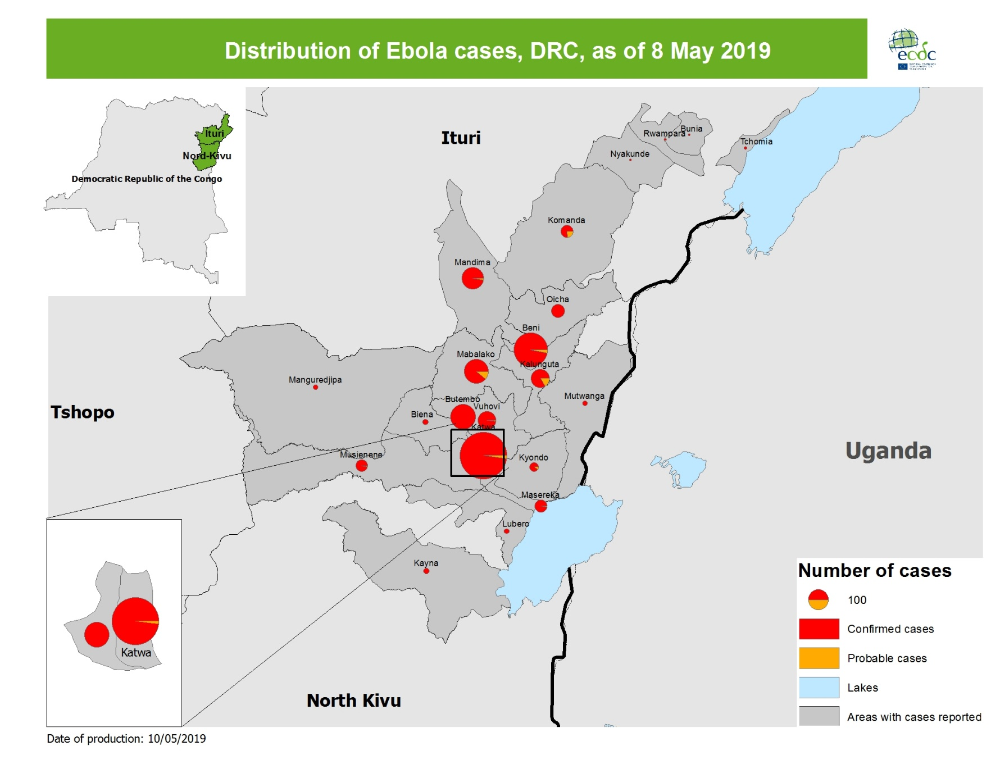 Distribution of Ebola cases, DRC, as of 8 May 2019
ecdc
Ituri
Nord-Kivu
Democratic Republic of the Congo
Ituri
Rwampara
Bunia
Tchomia
Nyakunde
Komanda
Mandima
Oicha
Beni
Mabalako
Kalunguta
Manguredjipa
Mutwanga
Butembo
Vuhovi
Biena
Tshopo
Katwa
Uganda
Musienene
Kyondo
Masereka
Lubero
Kayna
Katwa
North Kivu
Number of cases
100
Confirmed cases
Probable cases
Lakes
Areas with cases reported
Date of production: 10/05/2019